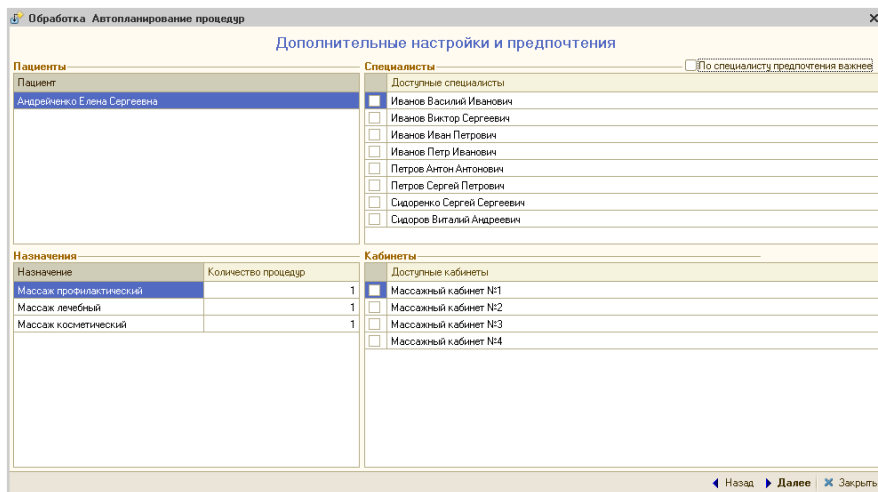 Обработка Автопланирование процедур
Дополнительные настройки и предпочтения
Пациенты
Пациент
Андрейченко Елена Сергеевна
Специалисты
По специалисту предпочтения важнее
Доступные специалисты
Иванов Василий Иванович
Иванов Виктор Сергеевич
Иванов Иван Петрович
Иванов Петр Иванович
Петров Антон Антонович
Петров Сергей Петрович
Сидоренко Сергей Сергеевич
Сидоров Виталий Андреевич
Назначения
Назначение Количество процедур
Массаж профилактический 1
Массаж лечебный 1
Массаж косметический 1
Кабинеты
Доступные кабинеты
Массажный кабинет №1
Массажный кабинет №2
Массажный кабинет №3
Массажный кабинет №4
Назад Далее Закрыть